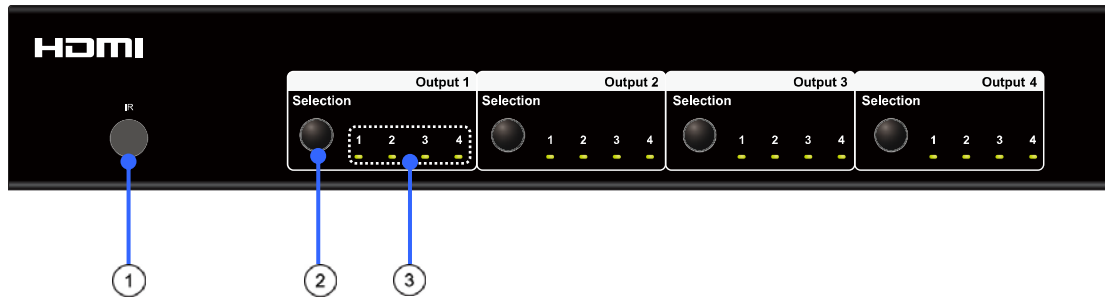 HDMI
Output 1 Output 2 Output 3 Output 4
Selection Selection Selection Selection
IR
1 2 3 4 1 2 3 4 1 2 3 4 1 2 3 4
1 2 3